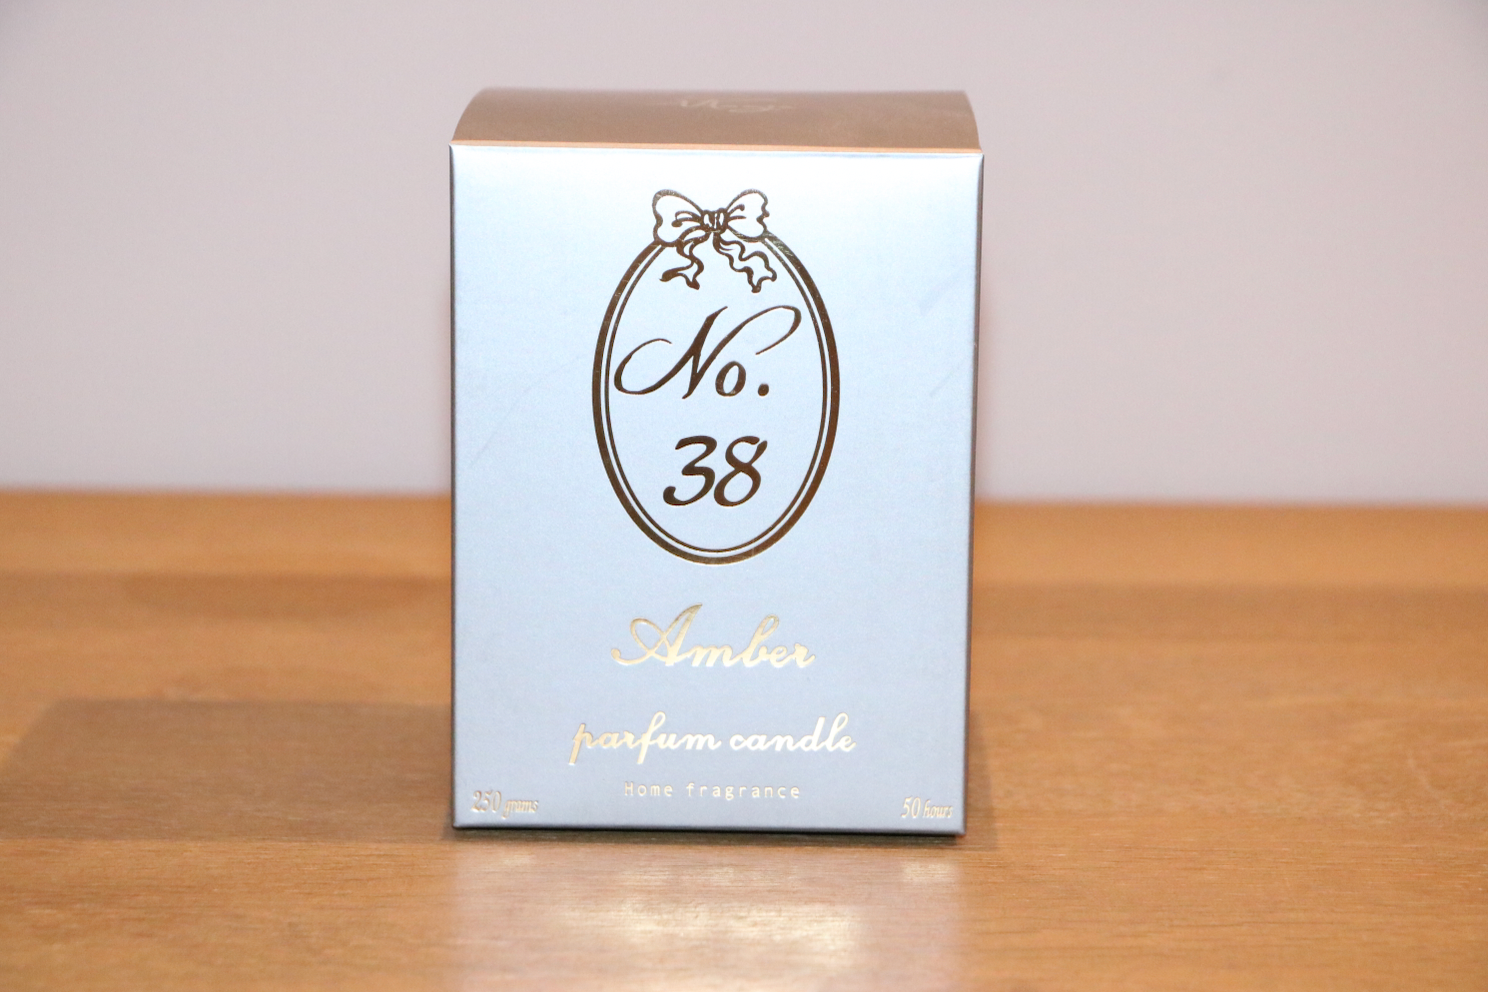 No.
38
Amber
parfum candle
Home fragrance
250 grams
50 hours